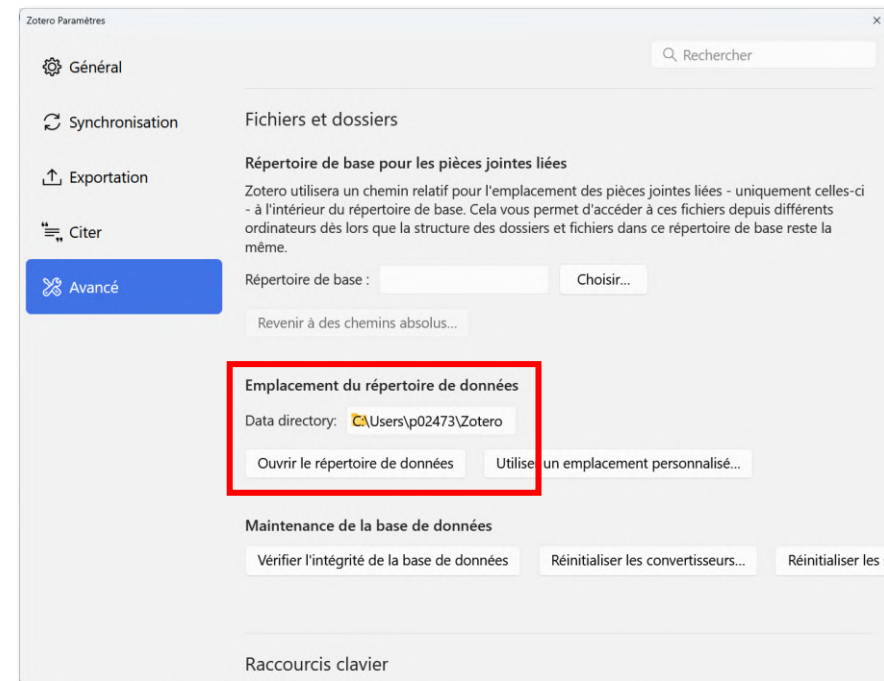 Zotero Paramètres
Rechercher
Général
Synchronisation
Exportation
Citer
Avancé
Fichiers et dossiers
Répertoire de base pour les pièces jointes liées
Zotero utilisera un chemin relatif pour l'emplacement des pièces jointes liées - uniquement celles-ci
- à l'intérieur du répertoire de base. Cela vous permet d'accéder à ces fichiers depuis différents
ordinateurs dès lors que la structure des dossiers et fichiers dans ce répertoire de base reste la
même.
Répertoire de base : Choisir...
Revenir à des chemins absolus...
Emplacement du répertoire de données
Data directory: C:\Users\p02473\Zotero
Ouvrir le répertoire de données Utiliser un emplacement personnalisé...
Maintenance de la base de données
Vérifier l'intégrité de la base de données Réinitialiser les convertisseurs... Réinitialiser les
Raccourcis clavier